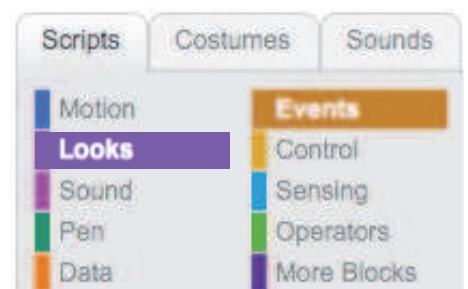 Scripts Costumes Sounds
Motion Events
Looks Control
Sound Sensing
Pen Operators
Data More Blocks